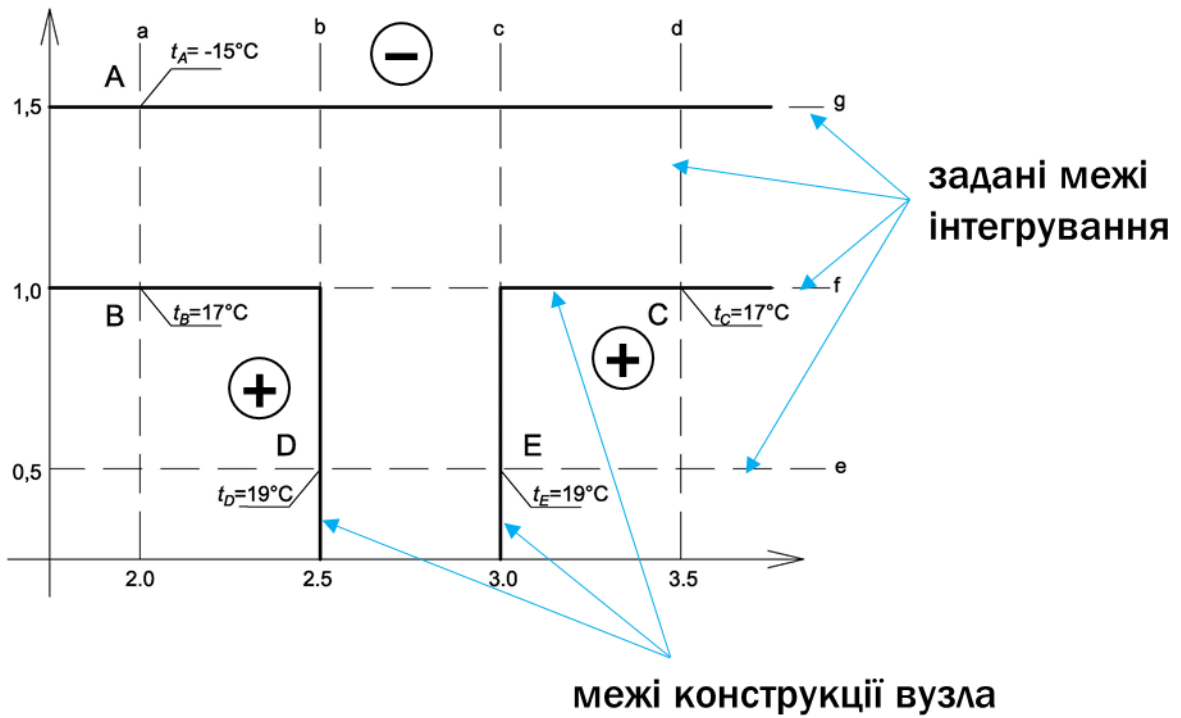 a
b
c
d
tA= -15°C
A
−
1,5
g
задані межі
інтегрування
1,0
f
B
tB=17°C
C
tC=17°C
+
+
D
E
0,5
e
tD=19°C
tE=19°C
2.0
2.5
3.0
3.5
межі конструкції вузла